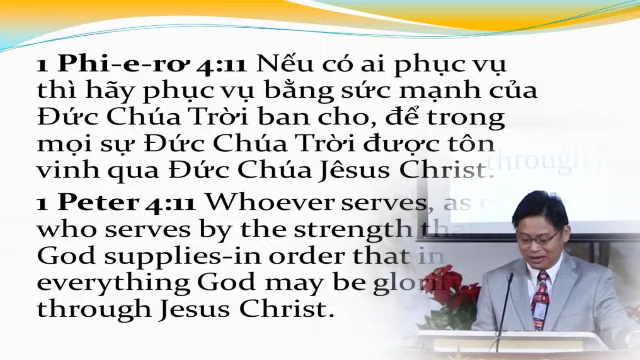 1 Phi-e-rơ 4:11 Nếu có ai phục vụ
thì hãy phục vụ bằng sức mạnh của
Đức Chúa Trời ban cho, để trong
mọi sự Đức Chúa Trời được tôn
vinh qua Đức Chúa Jêsus Christ.
1 Peter 4:11 Whoever serves, as
who serves by the strength that
God supplies-in order that in
everything God may be glorified
through Jesus Christ.
through